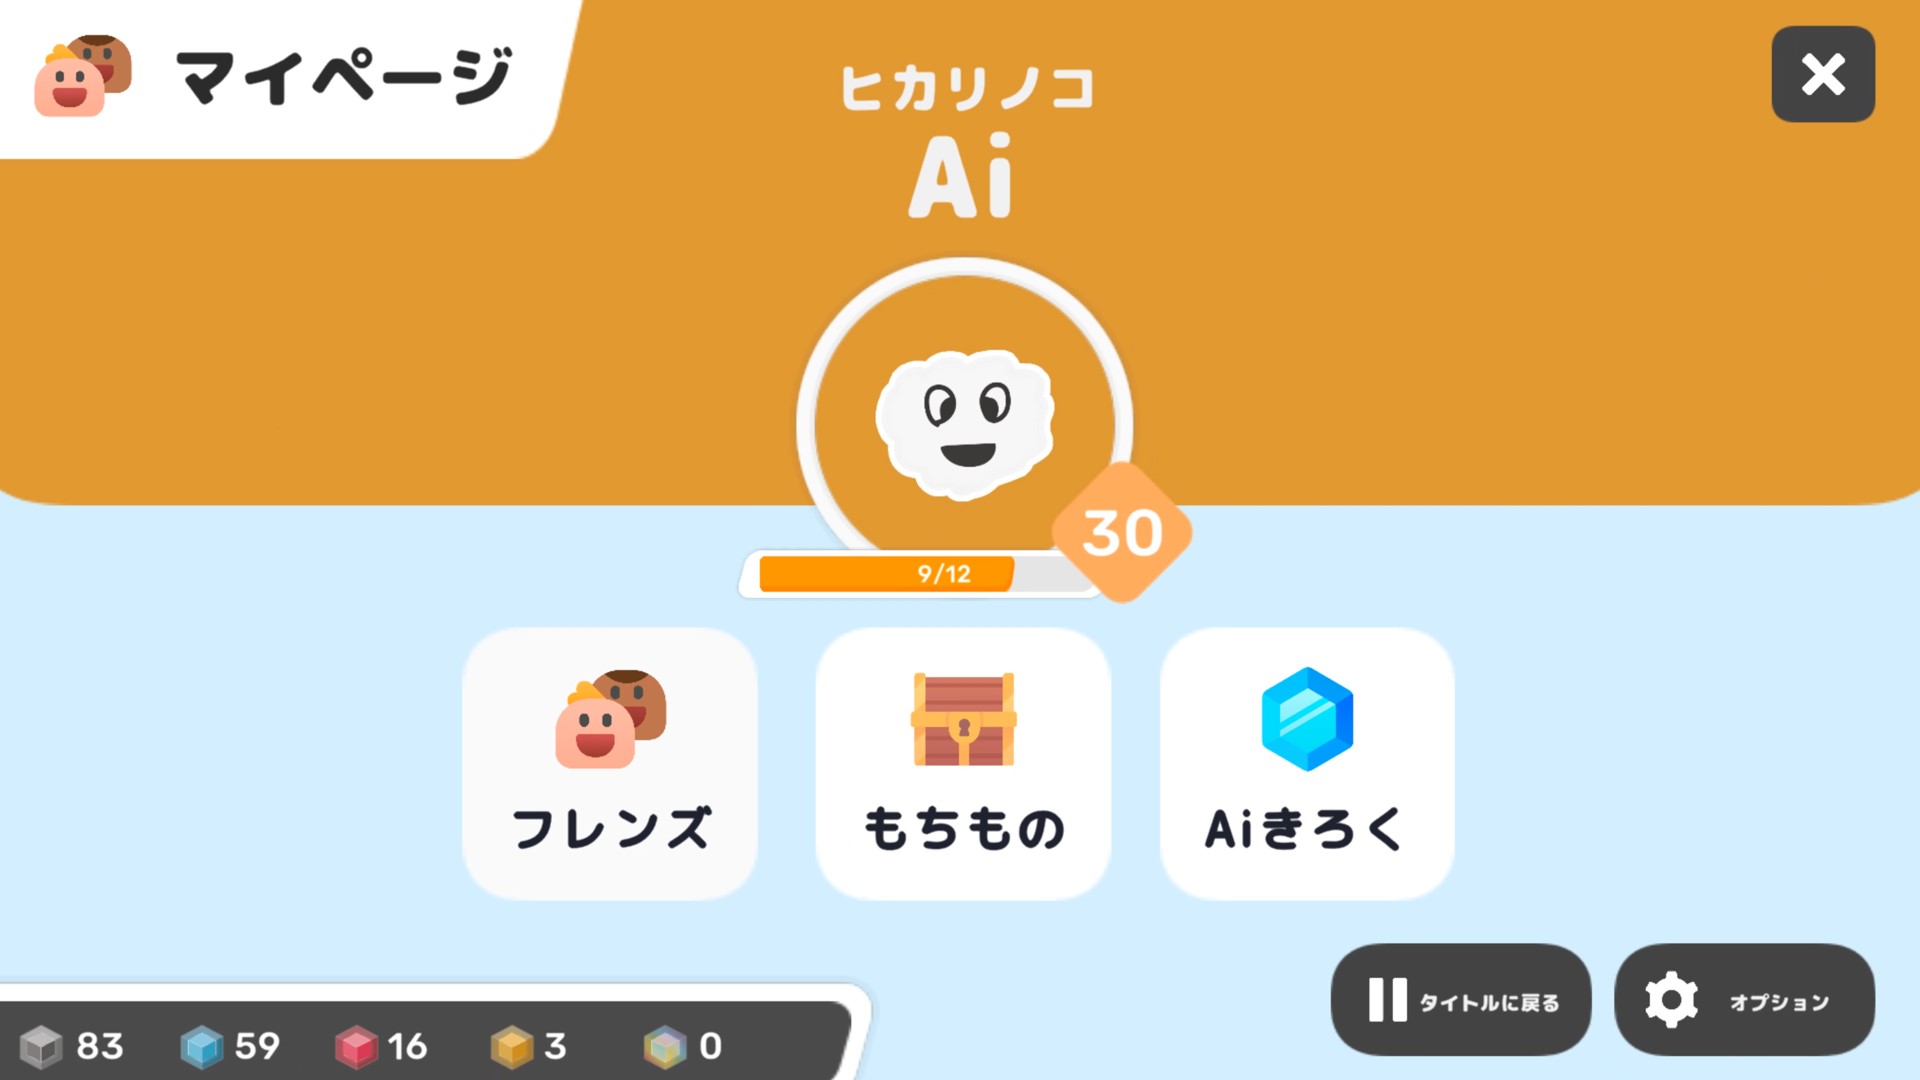 マイページ
ヒカリノコ
Ai
30
9/12
フレンズ
もちもの
Aiきろく
タイトルに戻る
オプション
83
59
16
3
0